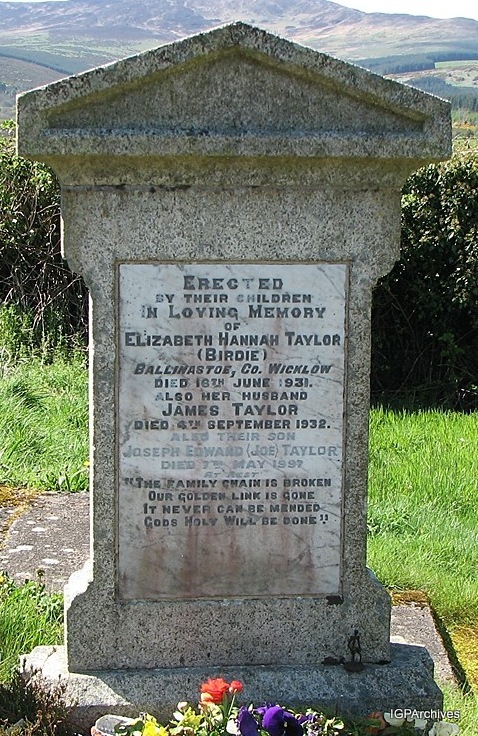 ERECTED
BY THEIR CHILDREN
IN LOVING MEMORY
OF
ELIZABETH HANNAH TAYLOR
(BIRDIE)
BALLINASTOE, CO. WICKLOW
DIED 16TH JUNE 1931.
ALSO HER HUSBAND
JAMES TAYLOR
DIED 4TH SEPTEMBER 1932.
ALSO THEIR SON
JOSEPH EDWARD (JOE) TAYLOR
DIED 7TH MAY 1997
AT REST
"THE FAMILY CHAIN IS BROKEN
OUR GOLDEN LINK IS GONE
IT NEVER CAN BE MENDED
GODS HOLY WILL BE DONE"
IGPArchives